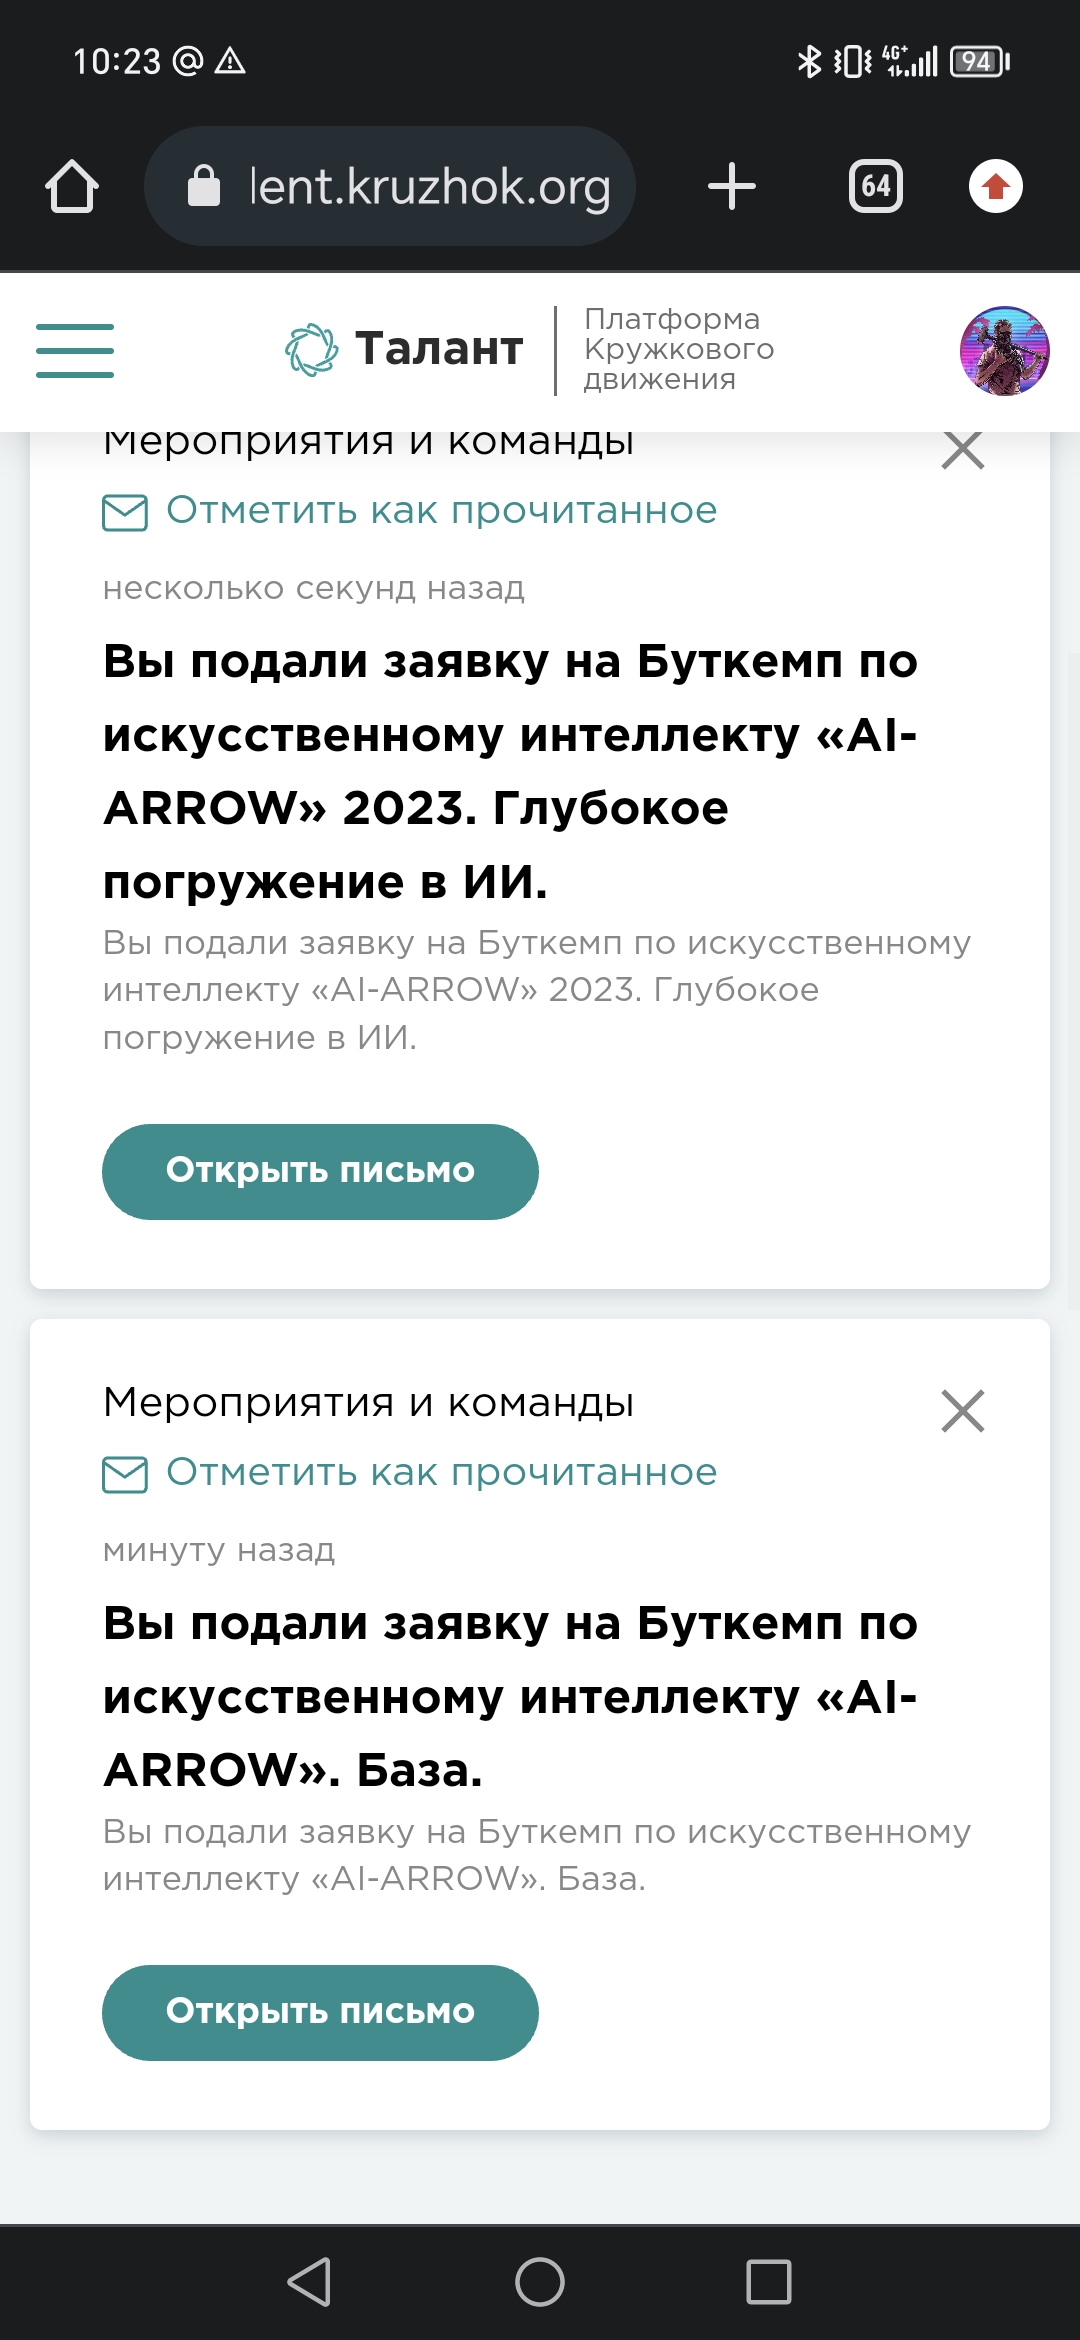 10:23
4G+
94
lent.kruzhok.org
64
Талант
Платформа
Кружкового
движения
Мероприятия и команды
Отметить как прочитанное
несколько секунд назад
Вы подали заявку на Буткемп по
искусственному интеллекту «AI-
ARROW» 2023. Глубокое
погружение в ИИ.
Вы подали заявку на Буткемп по искусственному
интеллекту «AI-ARROW» 2023. Глубокое
погружение в ИИ.
Открыть письмо
Мероприятия и команды
Отметить как прочитанное
минуту назад
Вы подали заявку на Буткемп по
искусственному интеллекту «AI-
ARROW». База.
Вы подали заявку на Буткемп по искусственному
интеллекту «AI-ARROW». База.
Открыть письмо